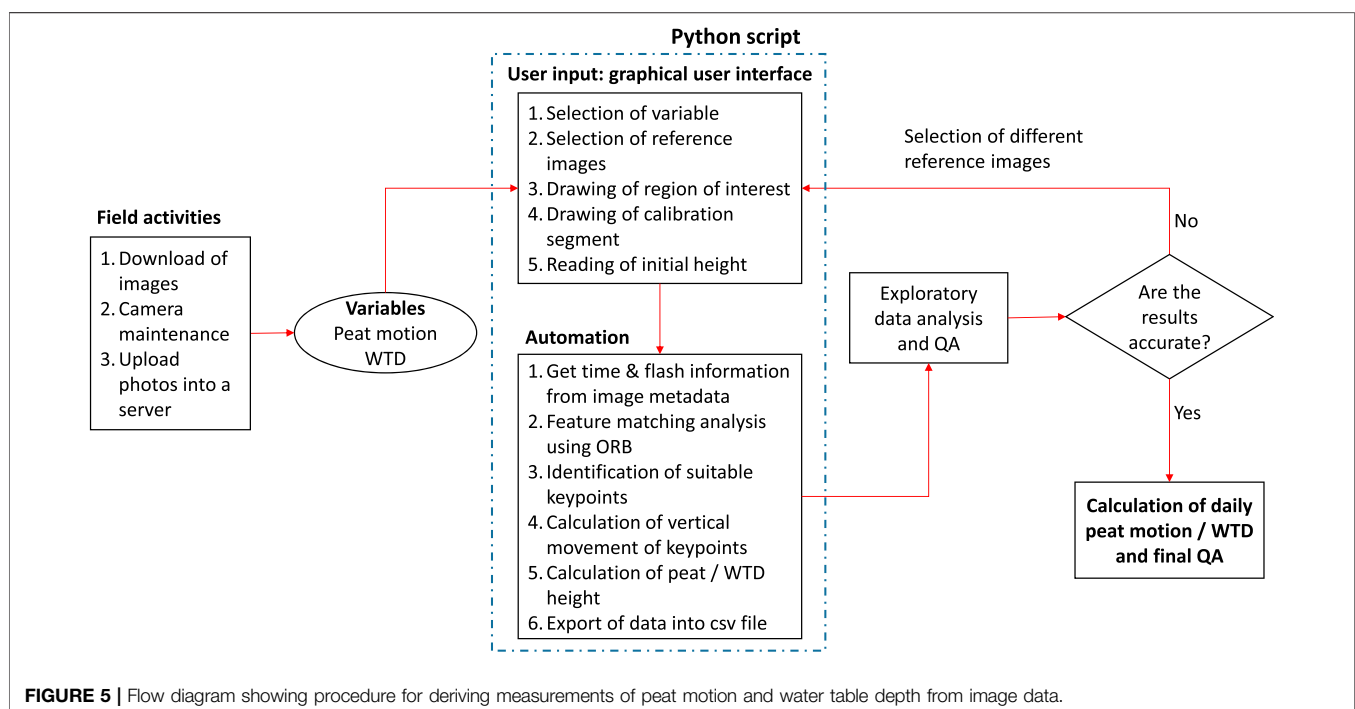 Python script
User input: graphical user interface
1. Selection of variable
2. Selection of reference
images
3. Drawing of region of interest
4. Drawing of calibration
segment
5. Reading of initial height
Selection of different
reference images
Field activities
1. Download of
images
2. Camera
maintenance
3. Upload
photos into a
server
Variables
Peat motion
WTD
Automation
1. Get time & flash information
from image metadata
2. Feature matching analysis
using ORB
3. Identification of suitable
keypoints
4. Calculation of vertical
movement of keypoints
5. Calculation of peat / WTD
height
6. Export of data into csv file
Exploratory
data analysis
and QA
Are the
results
accurate?
No
Yes
Calculation of daily
peat motion / WTD
and final QA
FIGURE 5 | Flow diagram showing procedure for deriving measurements of peat motion and water table depth from image data.